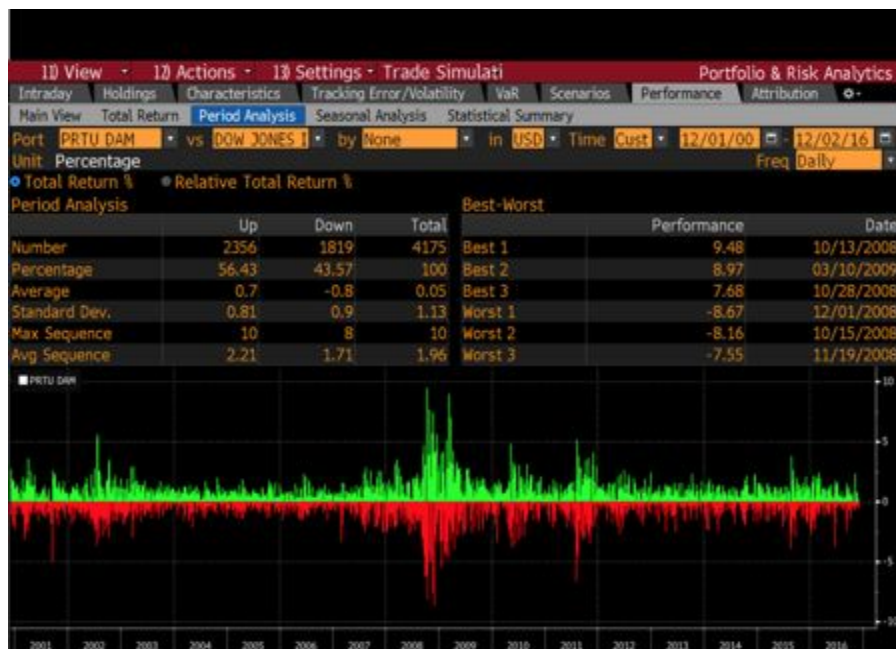 11) View 12) Actions 13) Settings Trade Simulati Portfolio & Risk Analytics
Intraday Holdings Characteristics Tracking Error/Volatility VaR Scenarios Performance Attribution
Main View Total Return Period Analysis Seasonal Analysis Statistical Summary
Port PRTU DAM vs DOW JONES I by None in USD Time Cust 12/01/00 - 12/02/16
Unit Percentage Freq Daily
Total Return % Relative Total Return %
Period Analysis Best-Worst
Up Down Total Performance Date
Number 2356 1819 4175 Best 1 9.48 10/13/2008
Percentage 56.43 43.57 100 Best 2 8.97 03/10/2009
Average 0.7 -0.8 0.05 Best 3 7.68 10/28/2008
Standard Dev. 0.81 0.9 1.13 Worst 1 -8.67 12/01/2008
Max Sequence 10 8 10 Worst 2 -8.16 10/15/2008
Avg Sequence 2.21 1.71 1.96 Worst 3 -7.55 11/19/2008
PRTU DAM
10
5
0
-5
-10
2001 2002 2003 2004 2005 2006 2007 2008 2009 2010 2011 2012 2013 2014 2015 2016